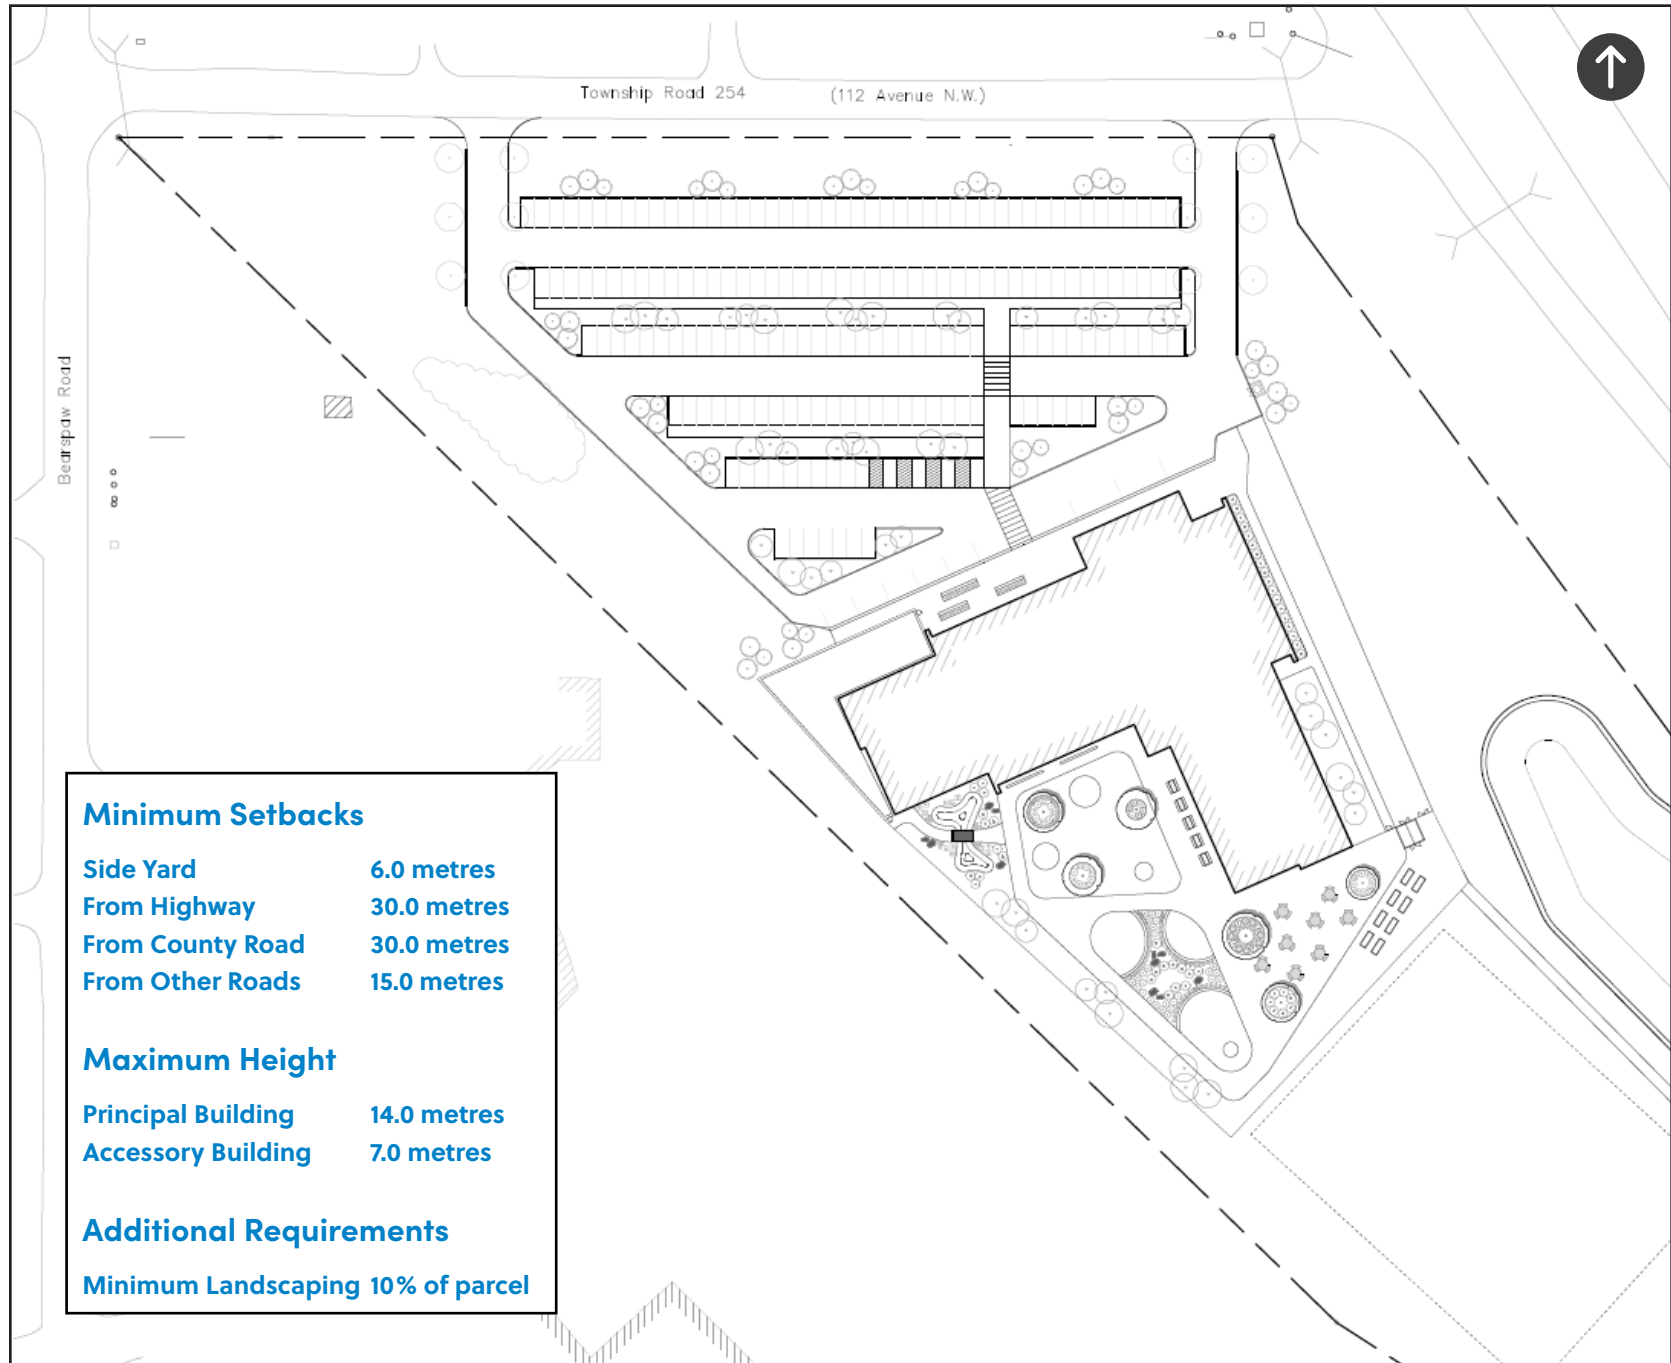 Township Road 254 (112 Avenue N.W.)
Bearspaw Road
Minimum Setbacks
Side Yard 6.0 metres
From Highway 30.0 metres
From County Road 30.0 metres
From Other Roads 15.0 metres
Maximum Height
Principal Building 14.0 metres
Accessory Building 7.0 metres
Additional Requirements
Minimum Landscaping 10% of parcel